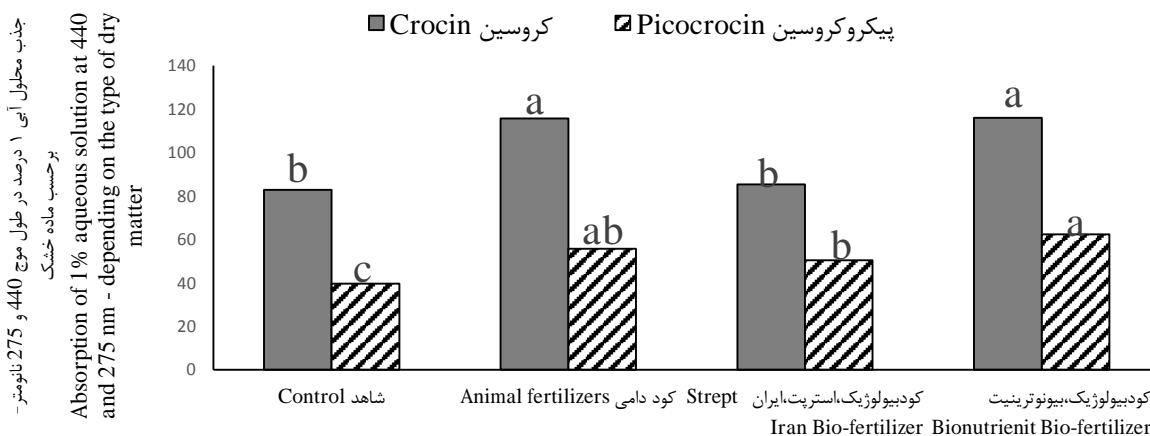 کروسین Crocin
پیکروکروسین Picocrocin
جذب محلول آبی ۱ درصد در طول موج 440 و 275 نانومتر-
برحسب ماده خشک
Absorption of 1% aqueous solution at 440
and 275 nm - depending on the type of dry
matter
140
120
100
80
60
40
20
0
b
c
a
ab
b
b
a
a
شاهد Control
کود دامی Animal fertilizers
کودبیولوژیک،استرپت،ایران Strept
Iran Bio-fertilizer
کودبیولوژیک،بیونوترینیت
Bionutrienit Bio-fertilizer